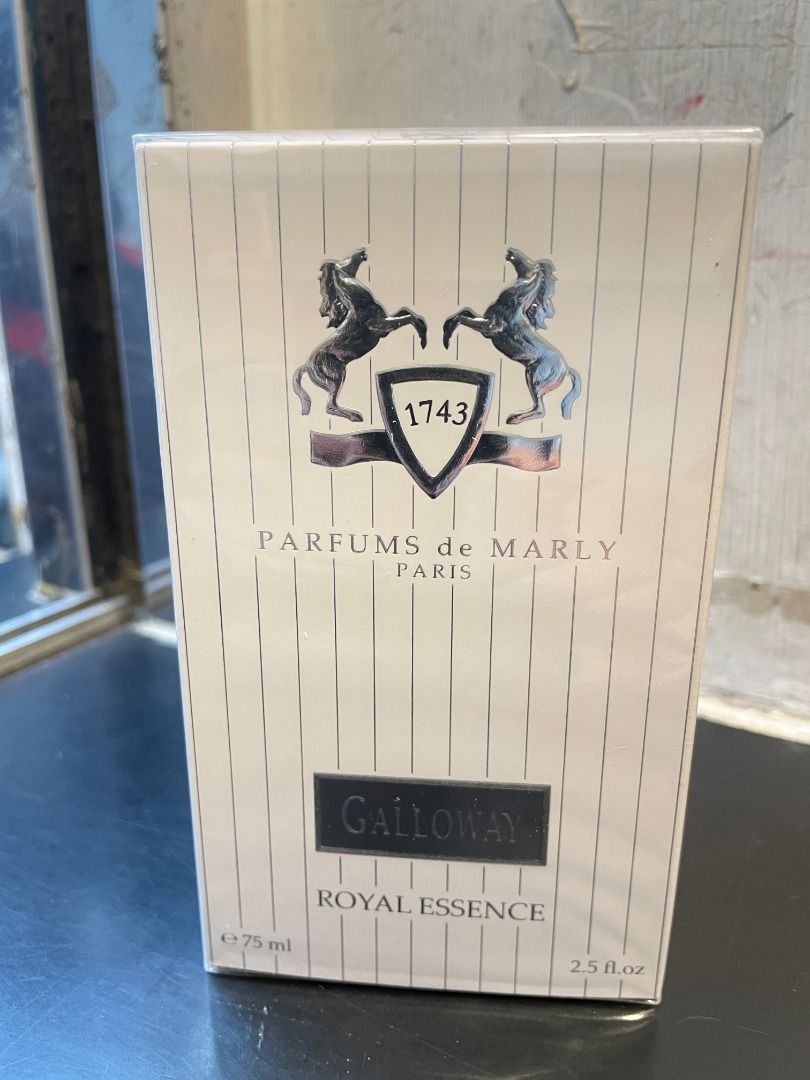 1743
PARFUMS de MARLY
PARIS
GALLOWAY
ROYAL ESSENCE
℮ 75 ml
2.5 fl.oz